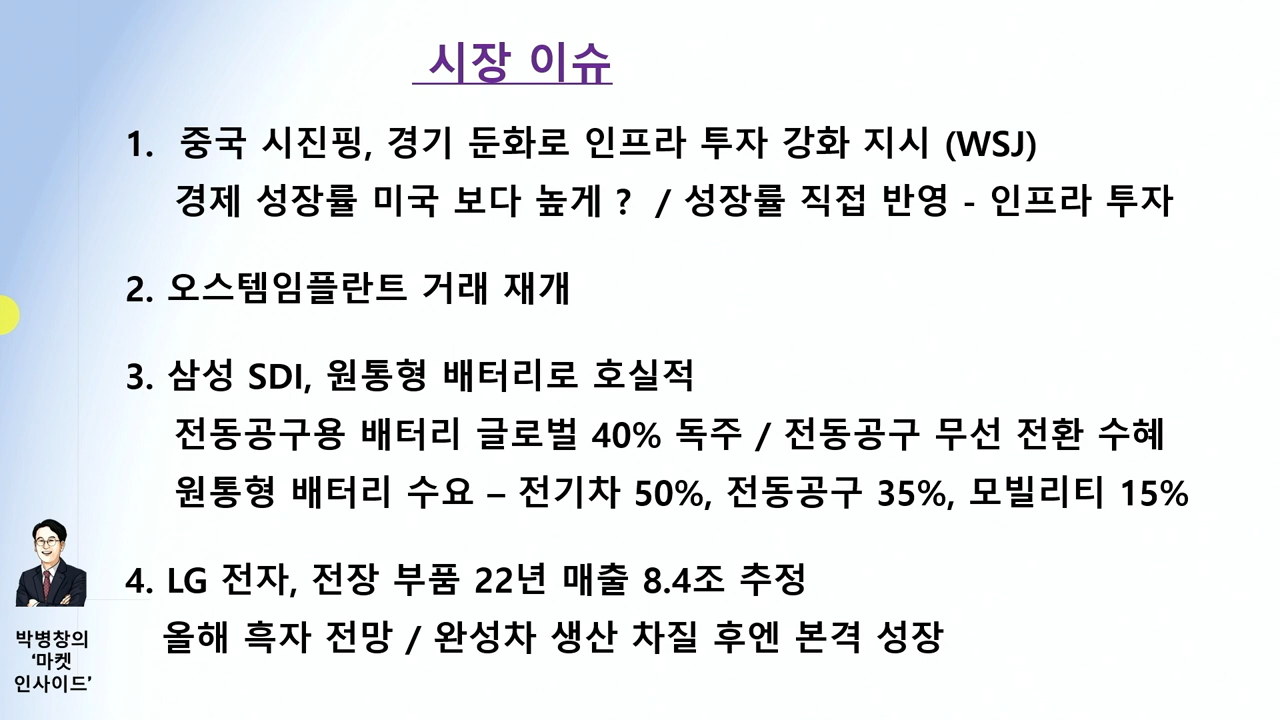 시장 이슈
1. 중국 시진핑, 경기 둔화로 인프라 투자 강화 지시 (WSJ)
경제 성장률 미국 보다 높게 ? / 성장률 직접 반영 - 인프라 투자
2. 오스템임플란트 거래 재개
3. 삼성 SDI, 원통형 배터리로 호실적
전동공구용 배터리 글로벌 40% 독주 / 전동공구 무선 전환 수혜
원통형 배터리 수요 – 전기차 50%, 전동공구 35%, 모빌리티 15%
4. LG 전자, 전장 부품 22년 매출 8.4조 추정
올해 흑자 전망 / 완성차 생산 차질 후엔 본격 성장
박병창의
‘마켓
인사이드’